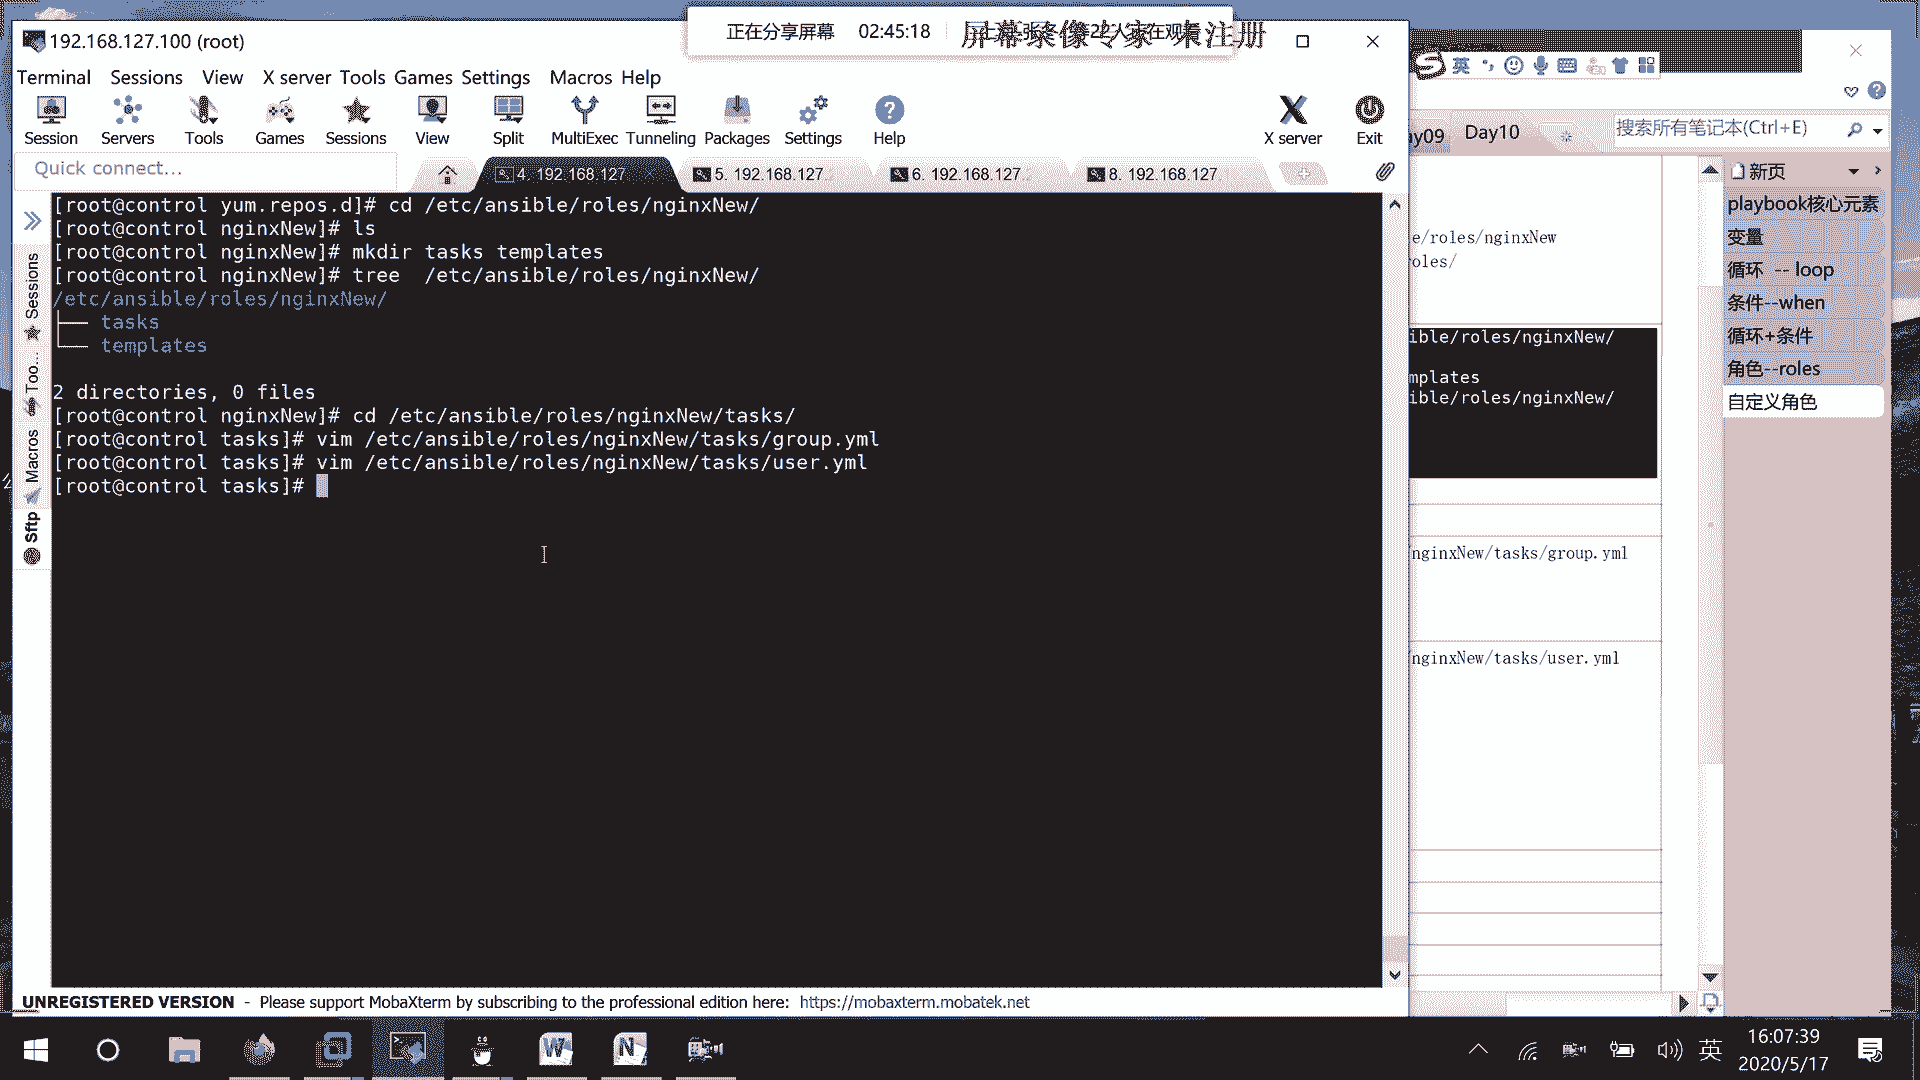 正在分享屏幕 02:45:18
屏幕录像专家 未注册
192.168.127.100 (root)
Terminal Sessions View X server Tools Games Settings Macros Help
Session Servers Tools Games Sessions View Split MultiExec Tunneling Packages Settings Help X server Exit
Quick connect...
4. 192.168.127
5. 192.168.127.
6. 192.168.127.
8. 192.168.127.
Sessions
Too...
Macros
Sftp
[root@control yum.repos.d]# cd /etc/ansible/roles/nginxNew/
[root@control nginxNew]# ls
[root@control nginxNew]# mkdir tasks templates
[root@control nginxNew]# tree  /etc/ansible/roles/nginxNew/
/etc/ansible/roles/nginxNew/
├── tasks
└── templates
2 directories, 0 files
[root@control nginxNew]# cd /etc/ansible/roles/nginxNew/tasks/
[root@control tasks]# vim /etc/ansible/roles/nginxNew/tasks/group.yml
[root@control tasks]# vim /etc/ansible/roles/nginxNew/tasks/user.yml
[root@control tasks]#
UNREGISTERED VERSION - Please support MobaXterm by subscribing to the professional edition here: https://mobaxterm.mobatek.net
英
ay09 Day10
搜索所有笔记本(Ctrl+E)
e/roles/nginxNew
oles/
ible/roles/nginxNew/
mplates
ible/roles/nginxNew/
nginxNew/tasks/group.yml
nginxNew/tasks/user.yml
新页
playbook核心元素
变量
循环 -- loop
条件--when
循环+条件
角色--roles
自定义角色
英
16:07:39
2020/5/17